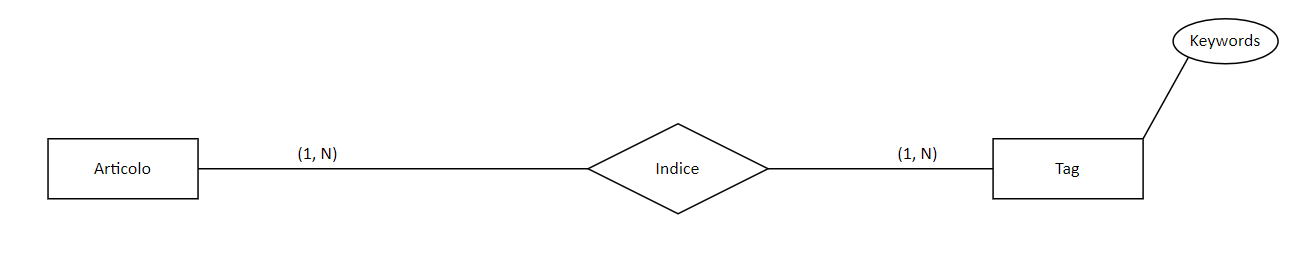 Keywords
(1, N)
(1, N)
Articolo
Indice
Tag